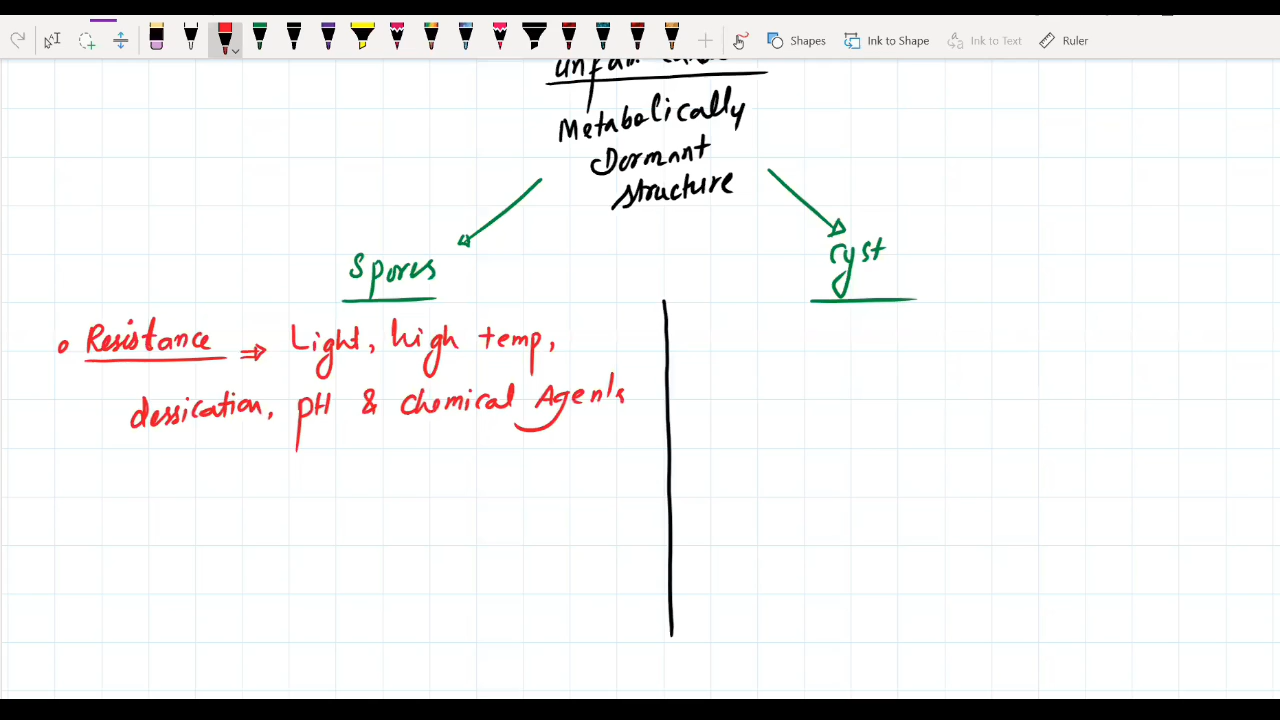 Shapes
Ink to Shape
Ink to Text
Ruler
Metabolically
Dormant
structure
Spores
Cyst
Resistance ⇒ Light, high temp,
dessication, pH & chemical Agents